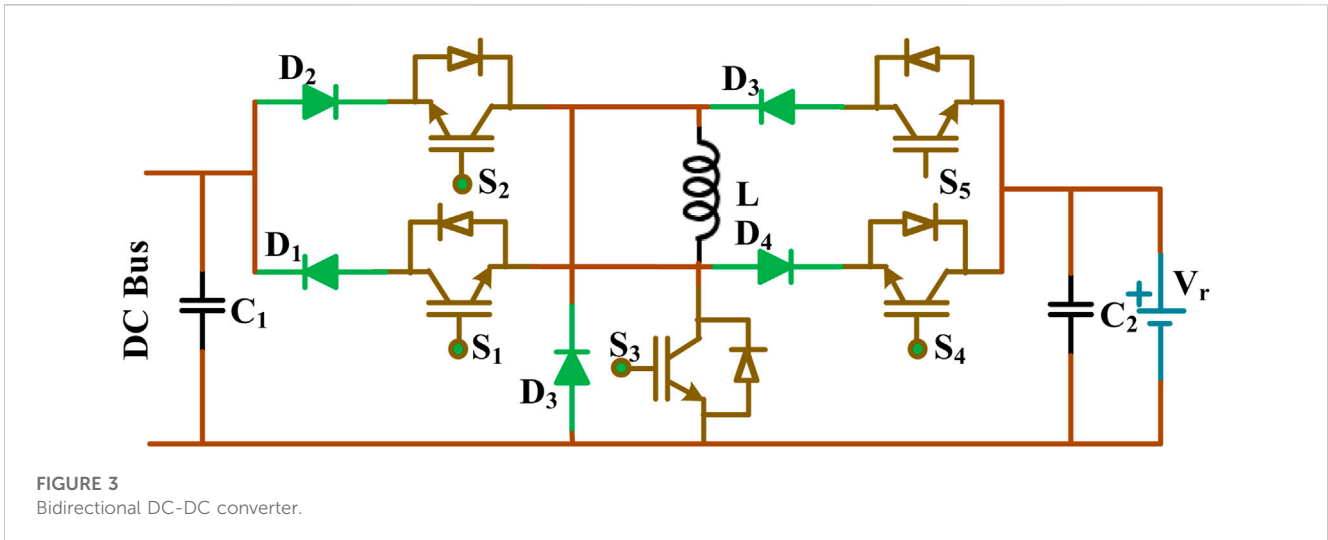 D₂
D₃
S₂
S₅
L
D₁
D₄
DC Bus
C₁
C₂
V_r
+
S₁
S₃
S₄
D₃
FIGURE 3
Bidirectional DC-DC converter.